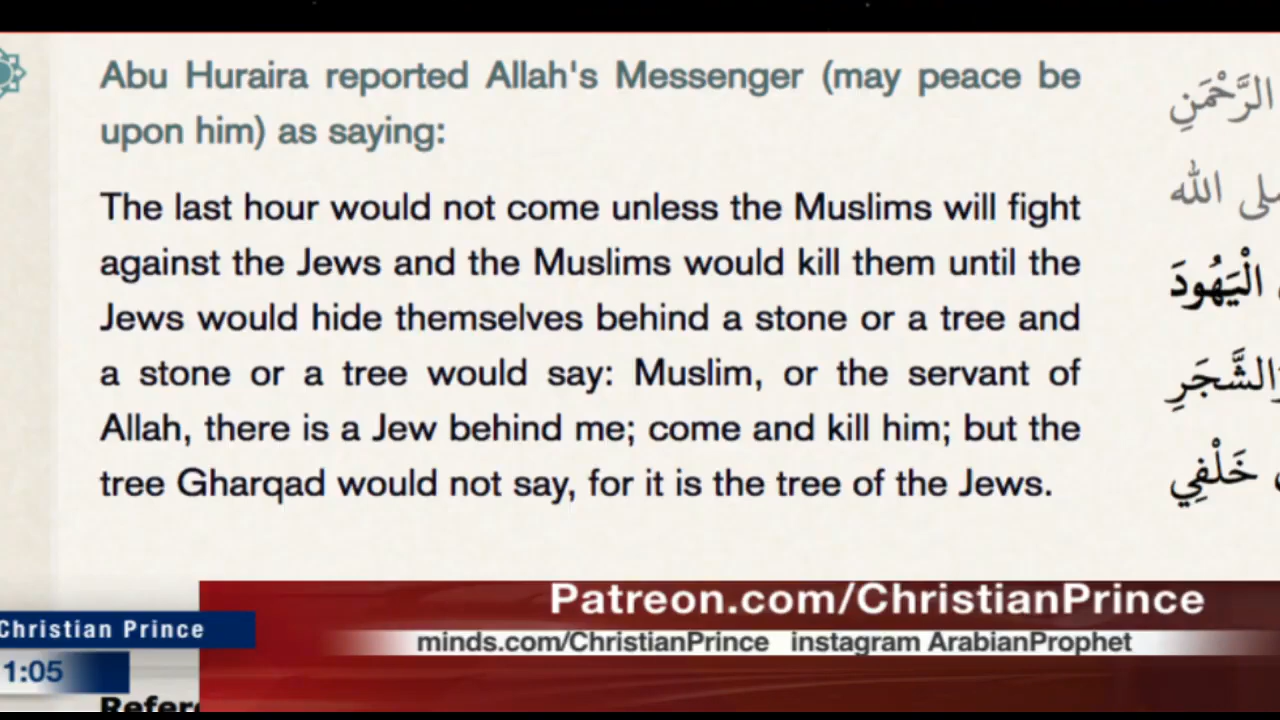 Abu Huraira reported Allah's Messenger (may peace be
upon him) as saying:
The last hour would not come unless the Muslims will fight
against the Jews and the Muslims would kill them until the
Jews would hide themselves behind a stone or a tree and
a stone or a tree would say: Muslim, or the servant of
Allah, there is a Jew behind me; come and kill him; but the
tree Gharqad would not say, for it is the tree of the Jews.
الرَّحْمَنِ
صلى الله
الْيَهُودَ
وَالشَّجَرِ
خَلْفِي
Patreon.com/ChristianPrince
Christian Prince
minds.com/ChristianPrince instagram ArabianProphet
1:05